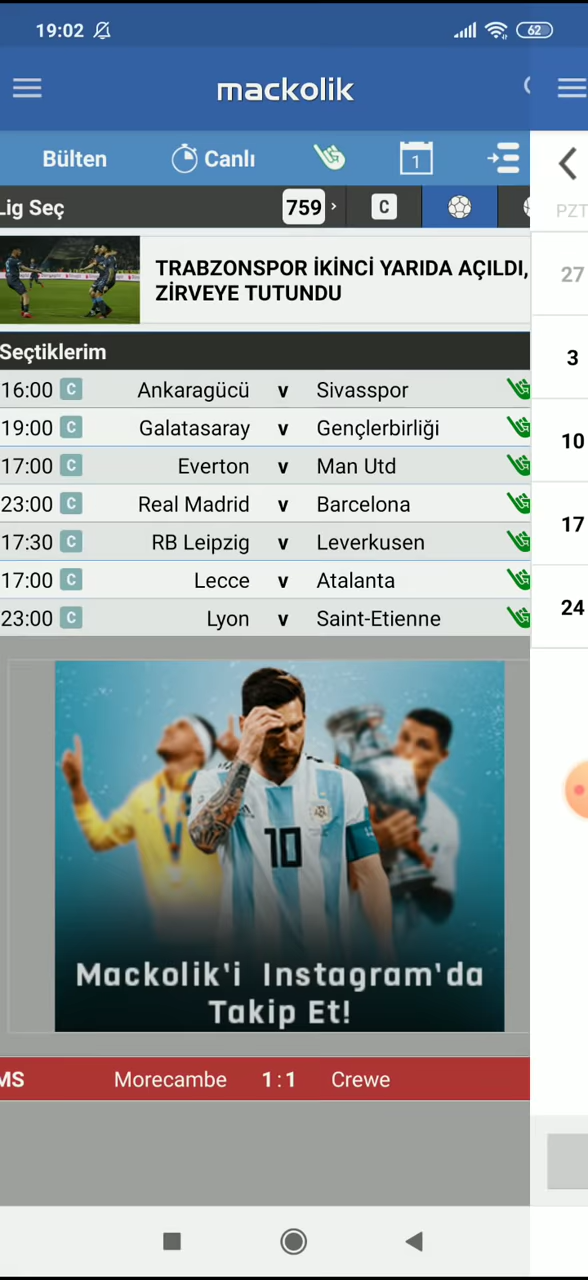 19:02 62
mackolik
Bülten Canlı 1
Lig Seç 759 › C
PZT
TRABZONSPOR İKİNCİ YARIDA AÇILDI,
ZİRVEYE TUTUNDU
27
Seçtiklerim
3
16:00 C Ankaragücü v Sivasspor
19:00 C Galatasaray v Gençlerbirliği
10
17:00 C Everton v Man Utd
23:00 C Real Madrid v Barcelona
17
17:30 C RB Leipzig v Leverkusen
17:00 C Lecce v Atalanta
24
23:00 C Lyon v Saint-Etienne
10
Mackolik'i Instagram'da
Takip Et!
MS Morecambe 1:1 Crewe